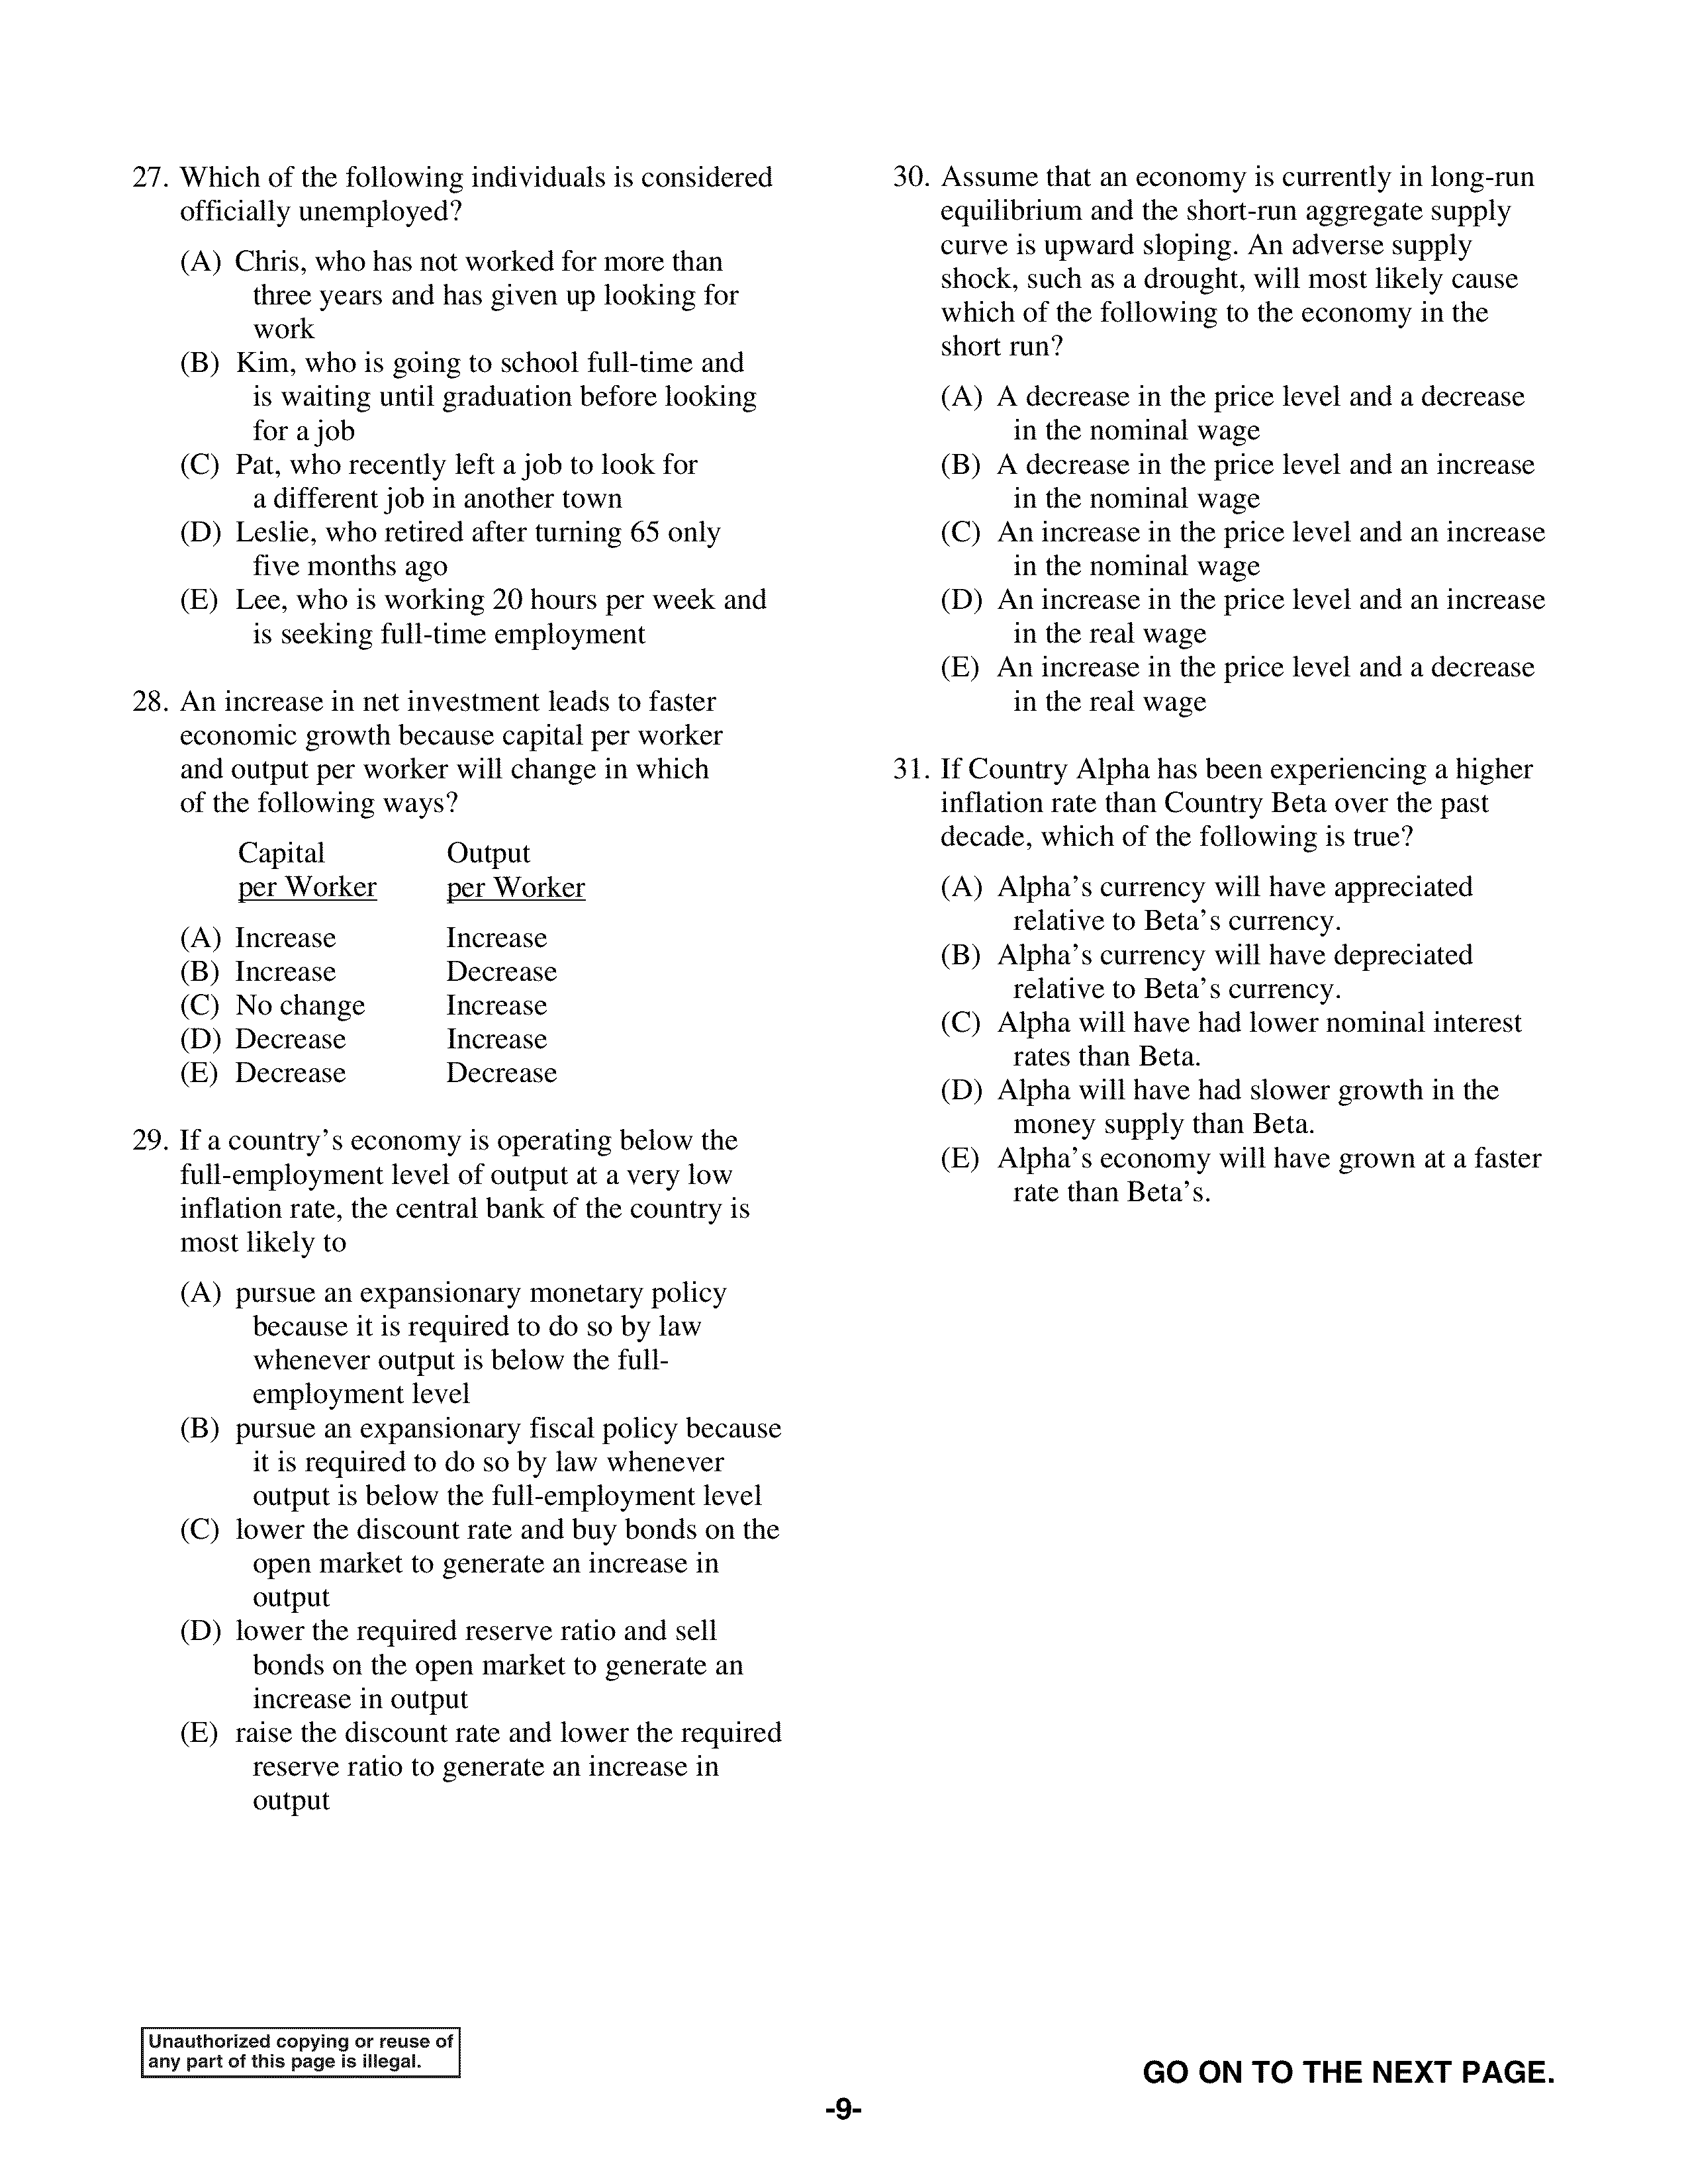 27. Which of the following individuals is considered
officially unemployed?
(A) Chris, who has not worked for more than
three years and has given up looking for
work
(B) Kim, who is going to school full-time and
is waiting until graduation before looking
for a job
(C) Pat, who recently left a job to look for
a different job in another town
(D) Leslie, who retired after turning 65 only
five months ago
(E) Lee, who is working 20 hours per week and
is seeking full-time employment
28. An increase in net investment leads to faster
economic growth because capital per worker
and output per worker will change in which
of the following ways?
Capital Output
per Worker per Worker
(A) Increase Increase
(B) Increase Decrease
(C) No change Increase
(D) Decrease Increase
(E) Decrease Decrease
29. If a country’s economy is operating below the
full-employment level of output at a very low
inflation rate, the central bank of the country is
most likely to
(A) pursue an expansionary monetary policy
because it is required to do so by law
whenever output is below the full-
employment level
(B) pursue an expansionary fiscal policy because
it is required to do so by law whenever
output is below the full-employment level
(C) lower the discount rate and buy bonds on the
open market to generate an increase in
output
(D) lower the required reserve ratio and sell
bonds on the open market to generate an
increase in output
(E) raise the discount rate and lower the required
reserve ratio to generate an increase in
output
30. Assume that an economy is currently in long-run
equilibrium and the short-run aggregate supply
curve is upward sloping. An adverse supply
shock, such as a drought, will most likely cause
which of the following to the economy in the
short run?
(A) A decrease in the price level and a decrease
in the nominal wage
(B) A decrease in the price level and an increase
in the nominal wage
(C) An increase in the price level and an increase
in the nominal wage
(D) An increase in the price level and an increase
in the real wage
(E) An increase in the price level and a decrease
in the real wage
31. If Country Alpha has been experiencing a higher
inflation rate than Country Beta over the past
decade, which of the following is true?
(A) Alpha’s currency will have appreciated
relative to Beta’s currency.
(B) Alpha’s currency will have depreciated
relative to Beta’s currency.
(C) Alpha will have had lower nominal interest
rates than Beta.
(D) Alpha will have had slower growth in the
money supply than Beta.
(E) Alpha’s economy will have grown at a faster
rate than Beta’s.
Unauthorized copying or reuse of
any part of this page is illegal.
GO ON TO THE NEXT PAGE.
-9-